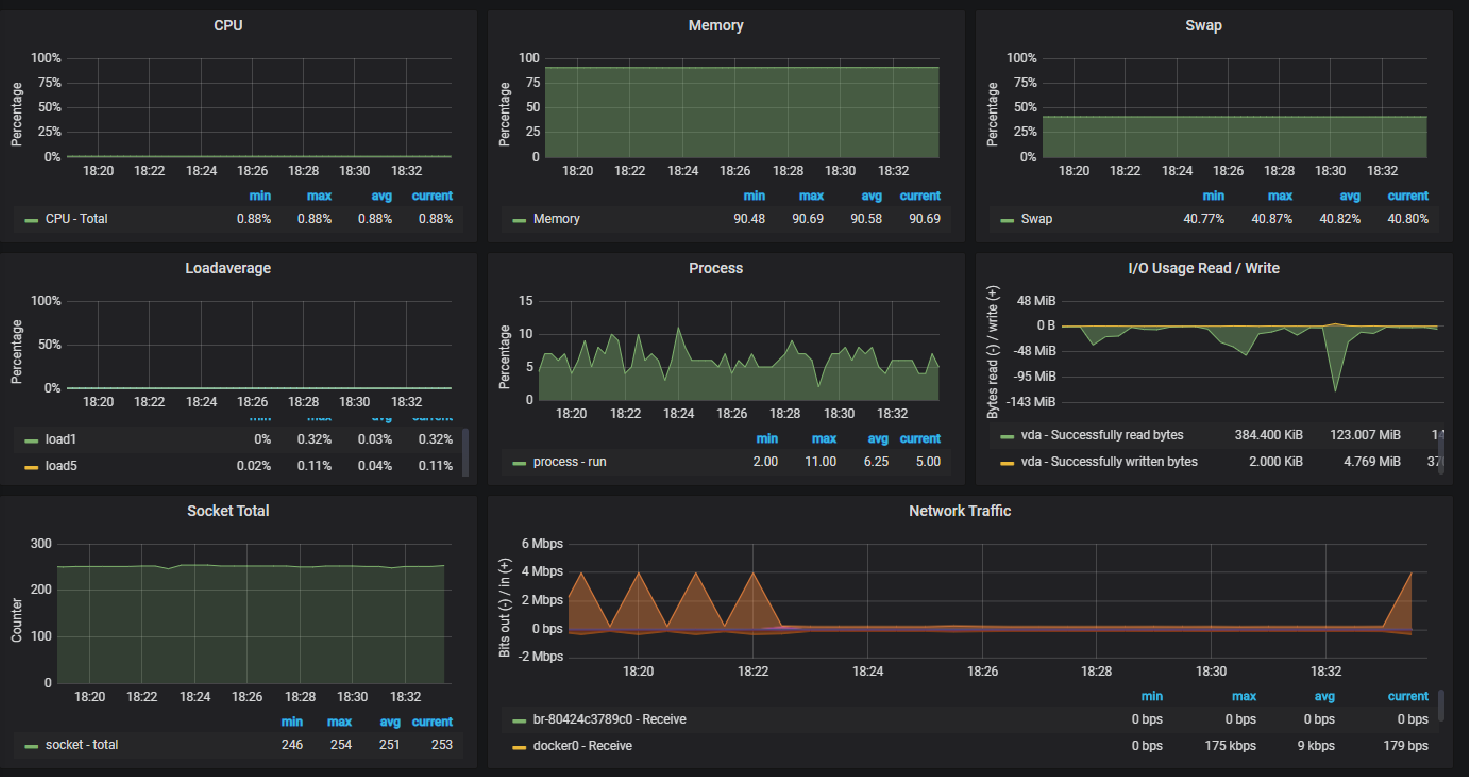 CPU
Percentage
100%
75%
50%
25%
0%
18:20 18:22 18:24 18:26 18:28 18:30 18:32
min max avg current
CPU - Total 0.88% 0.88% 0.88% 0.88%
Memory
Percentage
100
75
50
25
0
18:20 18:22 18:24 18:26 18:28 18:30 18:32
min max avg current
Memory 90.48 90.69 90.58 90.69
Swap
Percentage
100%
75%
50%
25%
0%
18:20 18:22 18:24 18:26 18:28 18:30 18:32
min max avg current
Swap 40.77% 40.87% 40.82% 40.80%
Loadaverage
Percentage
100%
50%
0%
18:20 18:22 18:24 18:26 18:28 18:30 18:32
min max avg current
load1 0% 0.32% 0.03% 0.32%
load5 0.02% 0.11% 0.04% 0.11%
Process
Percentage
15
10
5
0
18:20 18:22 18:24 18:26 18:28 18:30 18:32
min max avg current
process - run 2.00 11.00 6.25 5.00
I/O Usage Read / Write
Bytes read (-) / write (+)
48 MiB
0 B
-48 MiB
-95 MiB
-143 MiB
vda - Successfully read bytes 384.400 KiB 123.007 MiB
vda - Successfully written bytes 2.000 KiB 4.769 MiB
Socket Total
Counter
300
200
100
0
18:20 18:22 18:24 18:26 18:28 18:30 18:32
min max avg current
socket - total 246 254 251 253
Network Traffic
Bits out (-) / in (+)
6 Mbps
4 Mbps
2 Mbps
0 bps
-2 Mbps
18:20 18:22 18:24 18:26 18:28 18:30 18:32
min max avg current
br-80424c3789c0 - Receive 0 bps 0 bps 0 bps 0 bps
docker0 - Receive 0 bps 175 kbps 9 kbps 179 bps